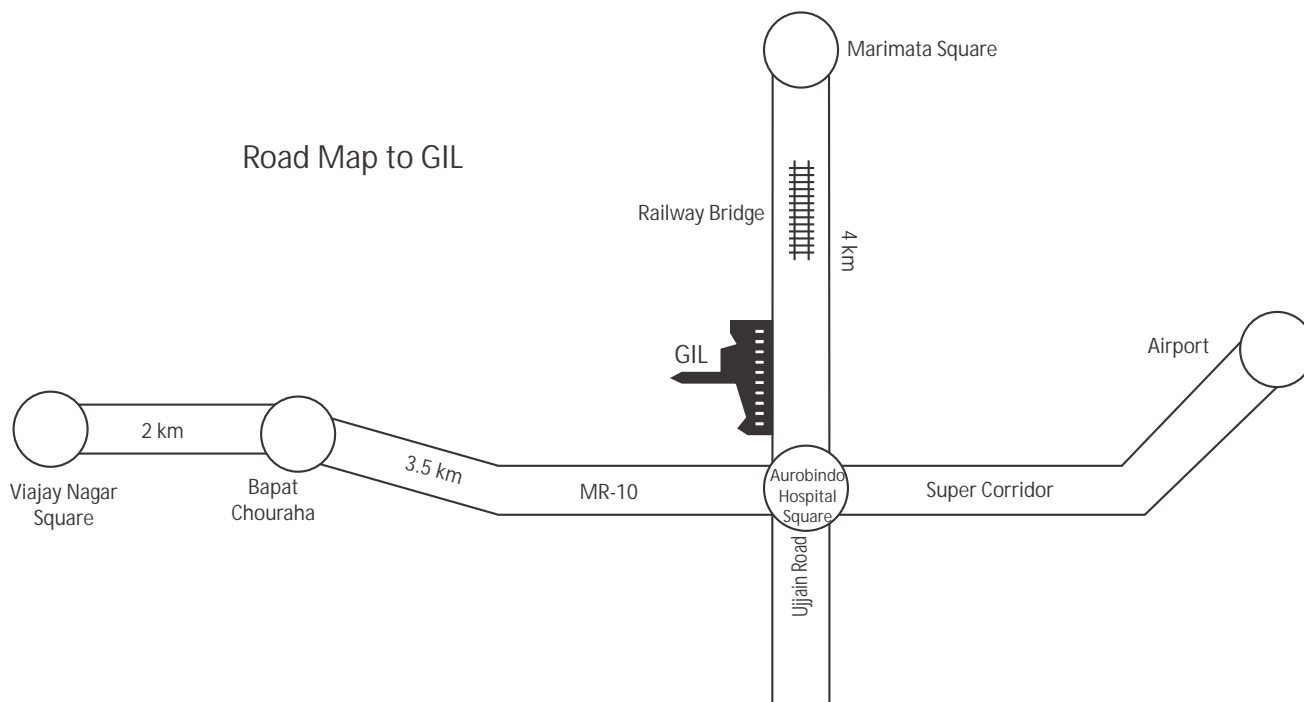 Marimata Square
Road Map to GIL
Railway Bridge
4 km
GIL
Airport
2 km
3.5 km
Viajay Nagar
Square
Bapat
Chouraha
MR-10
Aurobindo
Hospital
Square
Super Corridor
Ujjain Road